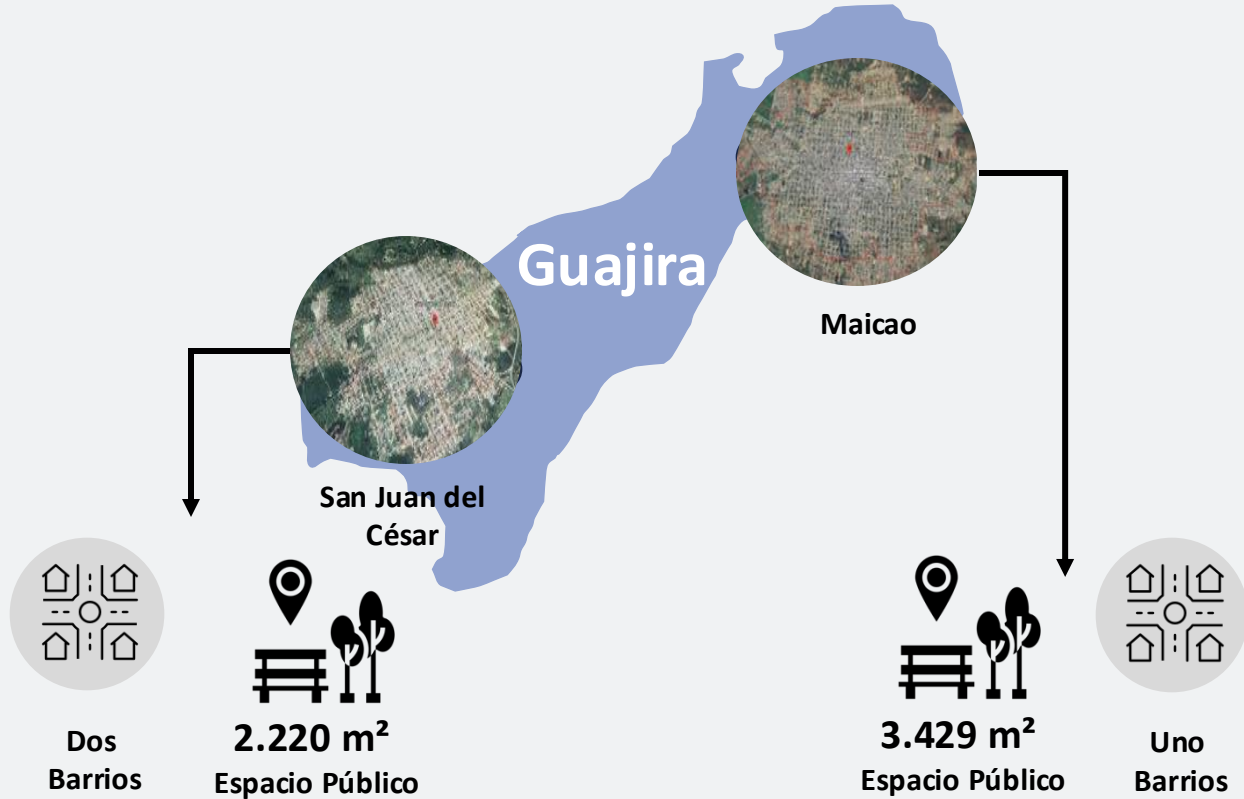 Guajira
Maicao
San Juan del
César
Dos
Barrios
2.220 m²
Espacio Público
3.429 m²
Espacio Público
Uno
Barrios